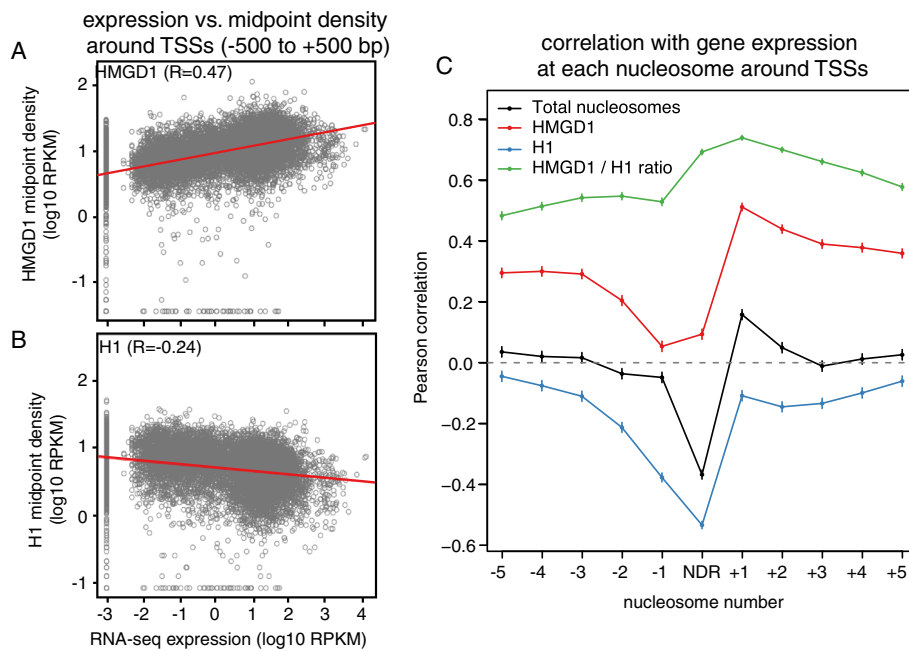 expression vs. midpoint density
around TSSs (-500 to +500 bp)
A
HMGD1 (R=0.47)
2
1
0
-1
HMGD1 midpoint density
(log10 RPKM)
B
H1 (R=-0.24)
2
1
0
-1
H1 midpoint density
(log10 RPKM)
-3 -2 -1 0 1 2 3 4
RNA-seq expression (log10 RPKM)
correlation with gene expression
at each nucleosome around TSSs
C
Total nucleosomes
HMGD1
H1
HMGD1 / H1 ratio
0.8
0.6
0.4
0.2
0.0
−0.2
−0.4
−0.6
Pearson correlation
-5 -4 -3 -2 -1 NDR +1 +2 +3 +4 +5
nucleosome number